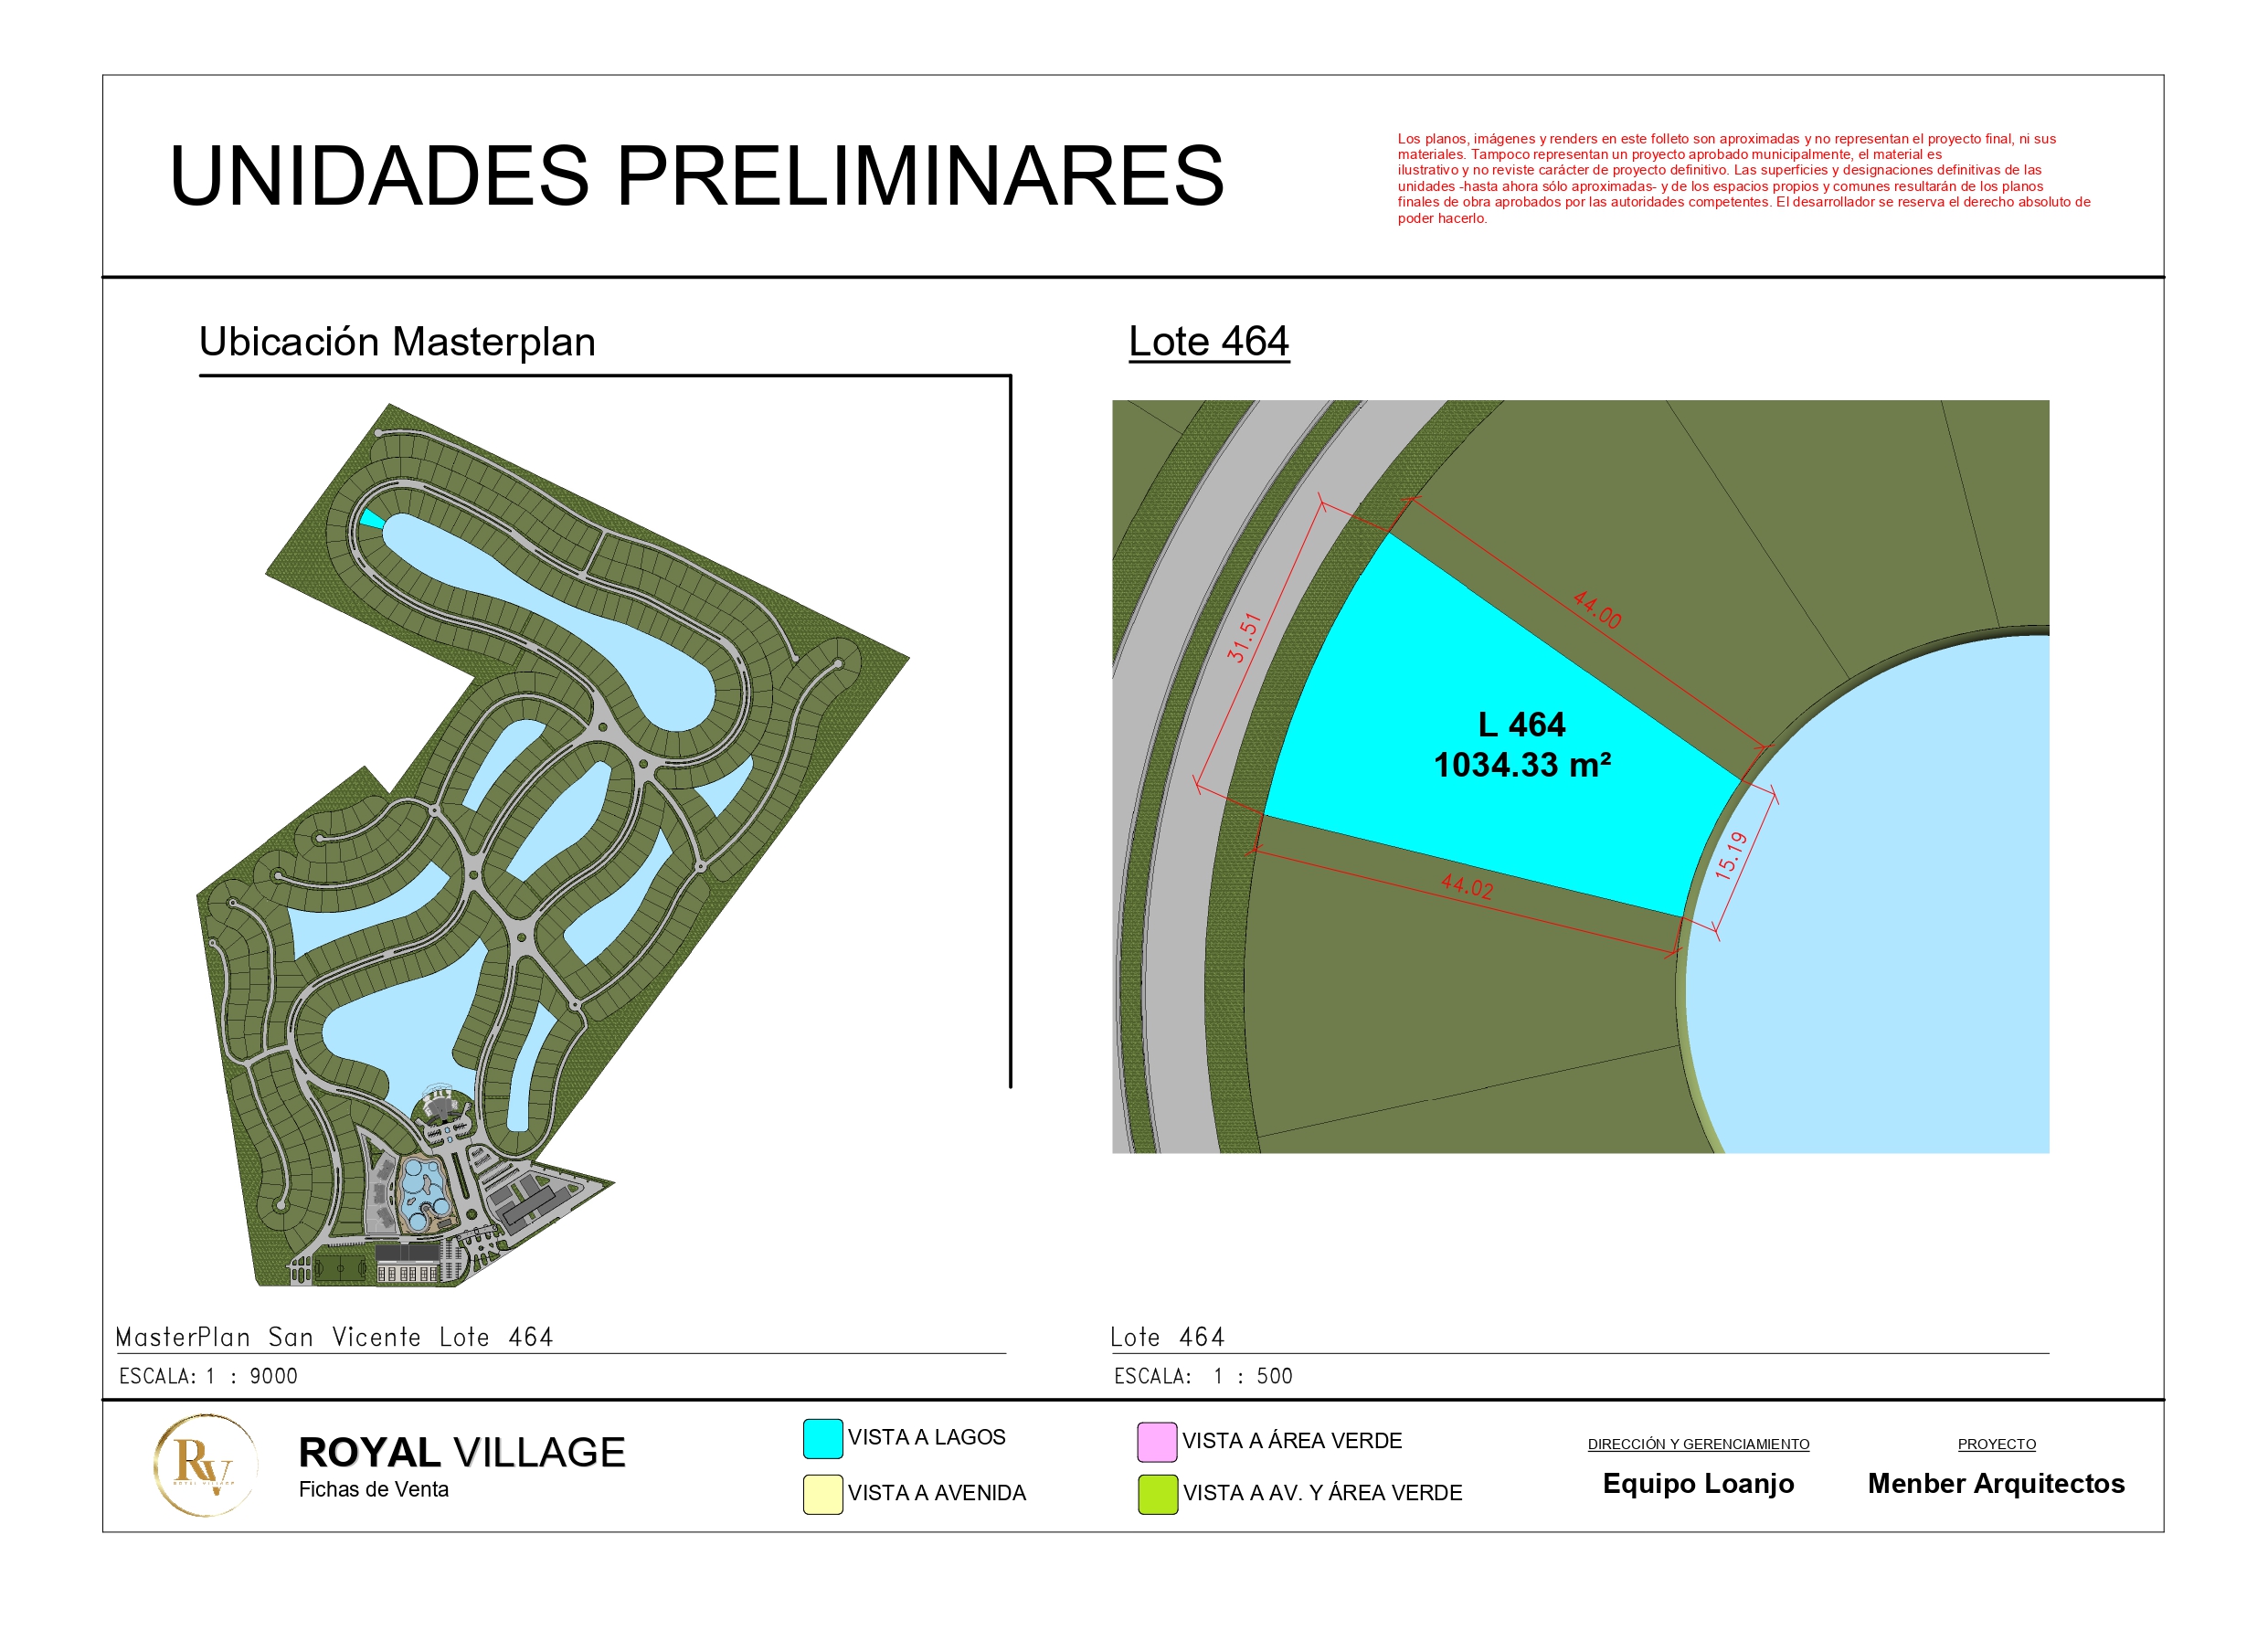 UNIDADES PRELIMINARES
Los planos, imágenes y renders en este folleto son aproximadas y no representan el proyecto final, ni sus
materiales. Tampoco representan un proyecto aprobado municipalmente, el material es
ilustrativo y no reviste carácter de proyecto definitivo. Las superficies y designaciones definitivas de las
unidades -hasta ahora sólo aproximadas- y de los espacios propios y comunes resultarán de los planos
finales de obra aprobados por las autoridades competentes. El desarrollador se reserva el derecho absoluto de
poder hacerlo.
Ubicación Masterplan
Lote 464
44.00
31.51
L 464
1034.33 m²
15.19
44.02
MasterPlan San Vicente Lote 464
ESCALA: 1 : 9000
Lote 464
ESCALA: 1 : 500
RV
ROYAL VILLAGE
ROYAL VILLAGE
Fichas de Venta
VISTA A LAGOS
VISTA A AVENIDA
VISTA A ÁREA VERDE
VISTA A AV. Y ÁREA VERDE
DIRECCIÓN Y GERENCIAMIENTO
Equipo Loanjo
PROYECTO
Menber Arquitectos